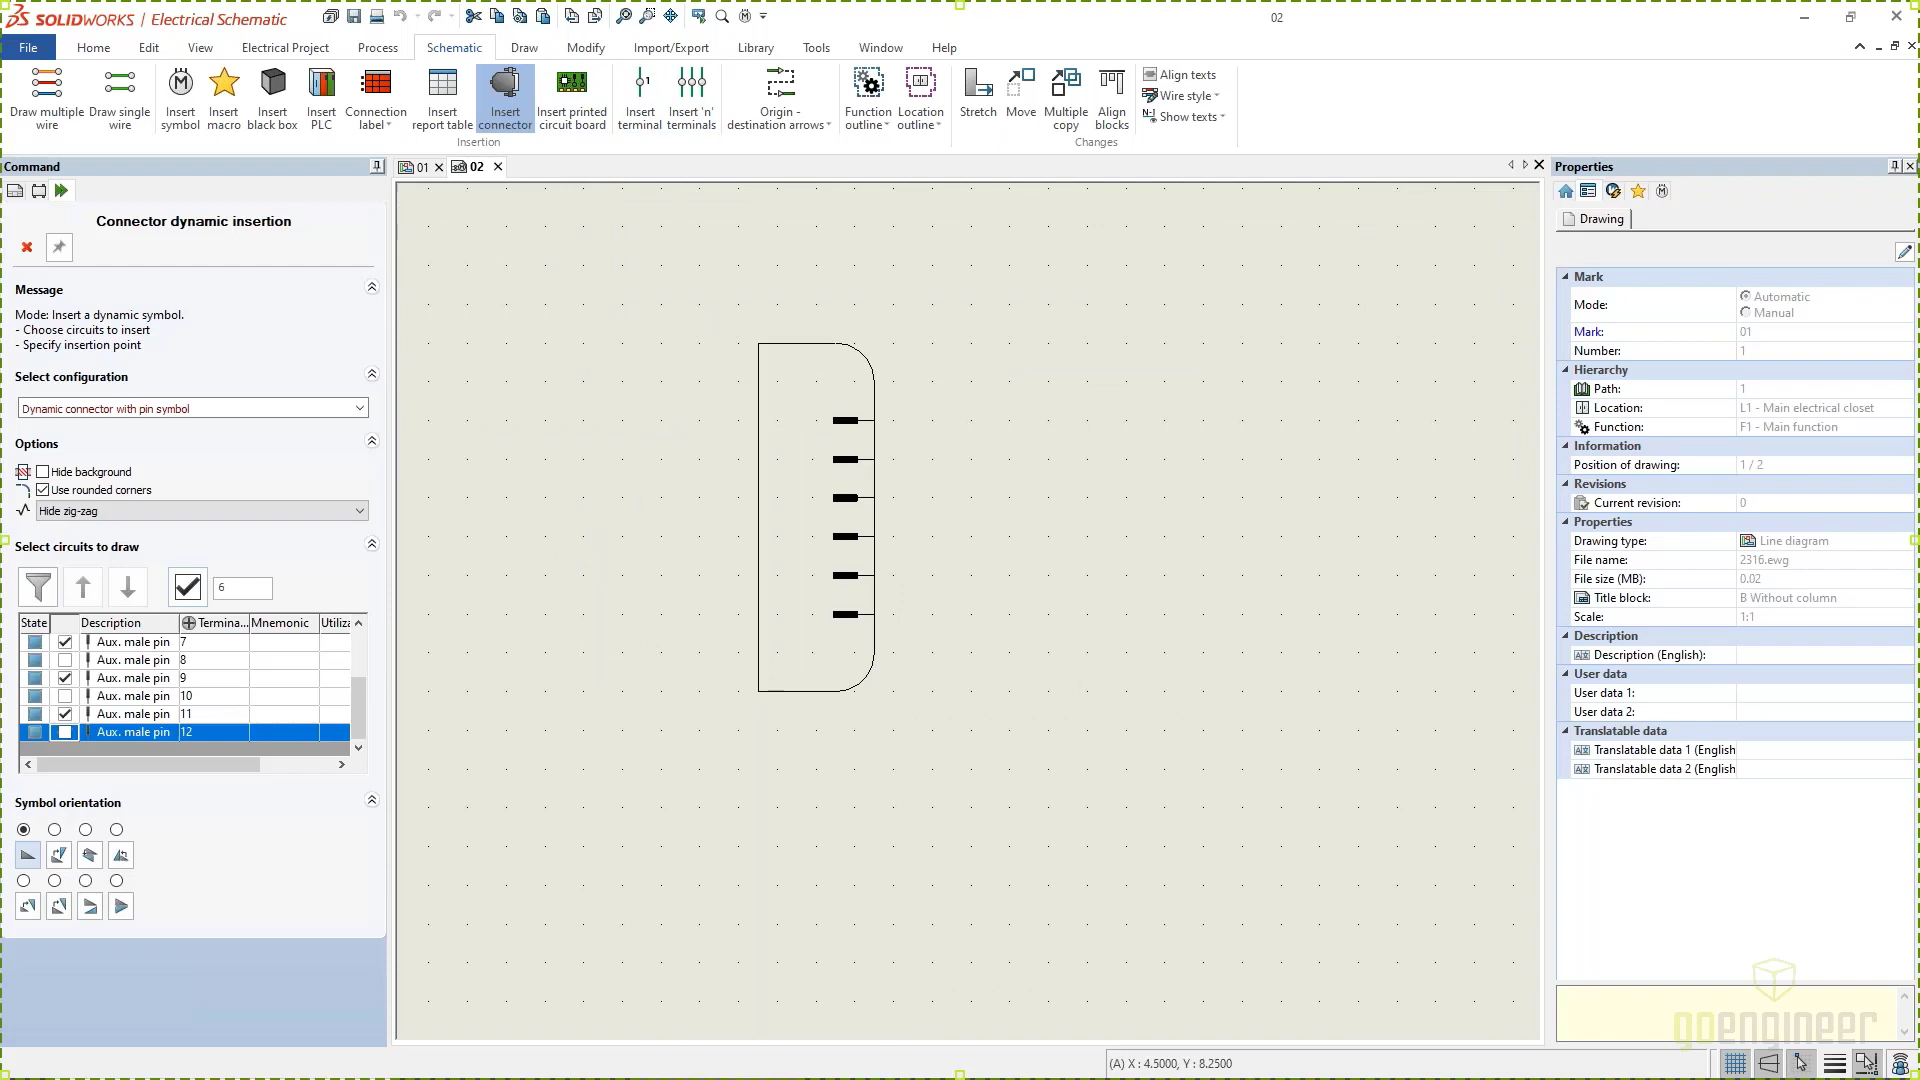 SOLIDWORKS | Electrical Schematic
02
File
Home
Edit
View
Electrical Project
Process
Schematic
Draw
Modify
Import/Export
Library
Tools
Window
Help
Draw multiple wire
Draw single wire
Insert symbol
Insert macro
Insert black box
Insert PLC
Connection label
Insert report table
Insert connector
Insert printed circuit board
Insert terminal
Insert 'n' terminals
Origin - destination arrows
Function outline
Location outline
Stretch
Move
Multiple copy
Align blocks
Align texts
Wire style
Show texts
Insertion
Changes
Command
01
02
Properties
Drawing
Connector dynamic insertion
Message
Mode: Insert a dynamic symbol.
- Choose circuits to insert
- Specify insertion point
Select configuration
Dynamic connector with pin symbol
Options
Hide background
Use rounded corners
Hide zig-zag
Select circuits to draw
6
State Description Termina... Mnemonic Utiliza
Aux. male pin 7
Aux. male pin 8
Aux. male pin 9
Aux. male pin 10
Aux. male pin 11
Aux. male pin 12
Symbol orientation
Mark
Mode: Automatic
Manual
Mark: 01
Number: 1
Hierarchy
Path: 1
Location: L1 - Main electrical closet
Function: F1 - Main function
Information
Position of drawing: 1 / 2
Revisions
Current revision: 0
Properties
Drawing type: Line diagram
File name: 2316.ewg
File size (MB): 0.02
Title block: B Without column
Scale: 1:1
Description
Description (English):
User data
User data 1:
User data 2:
Translatable data
Translatable data 1 (English
Translatable data 2 (English
goengineer
(A) X : 4.5000, Y : 8.2500